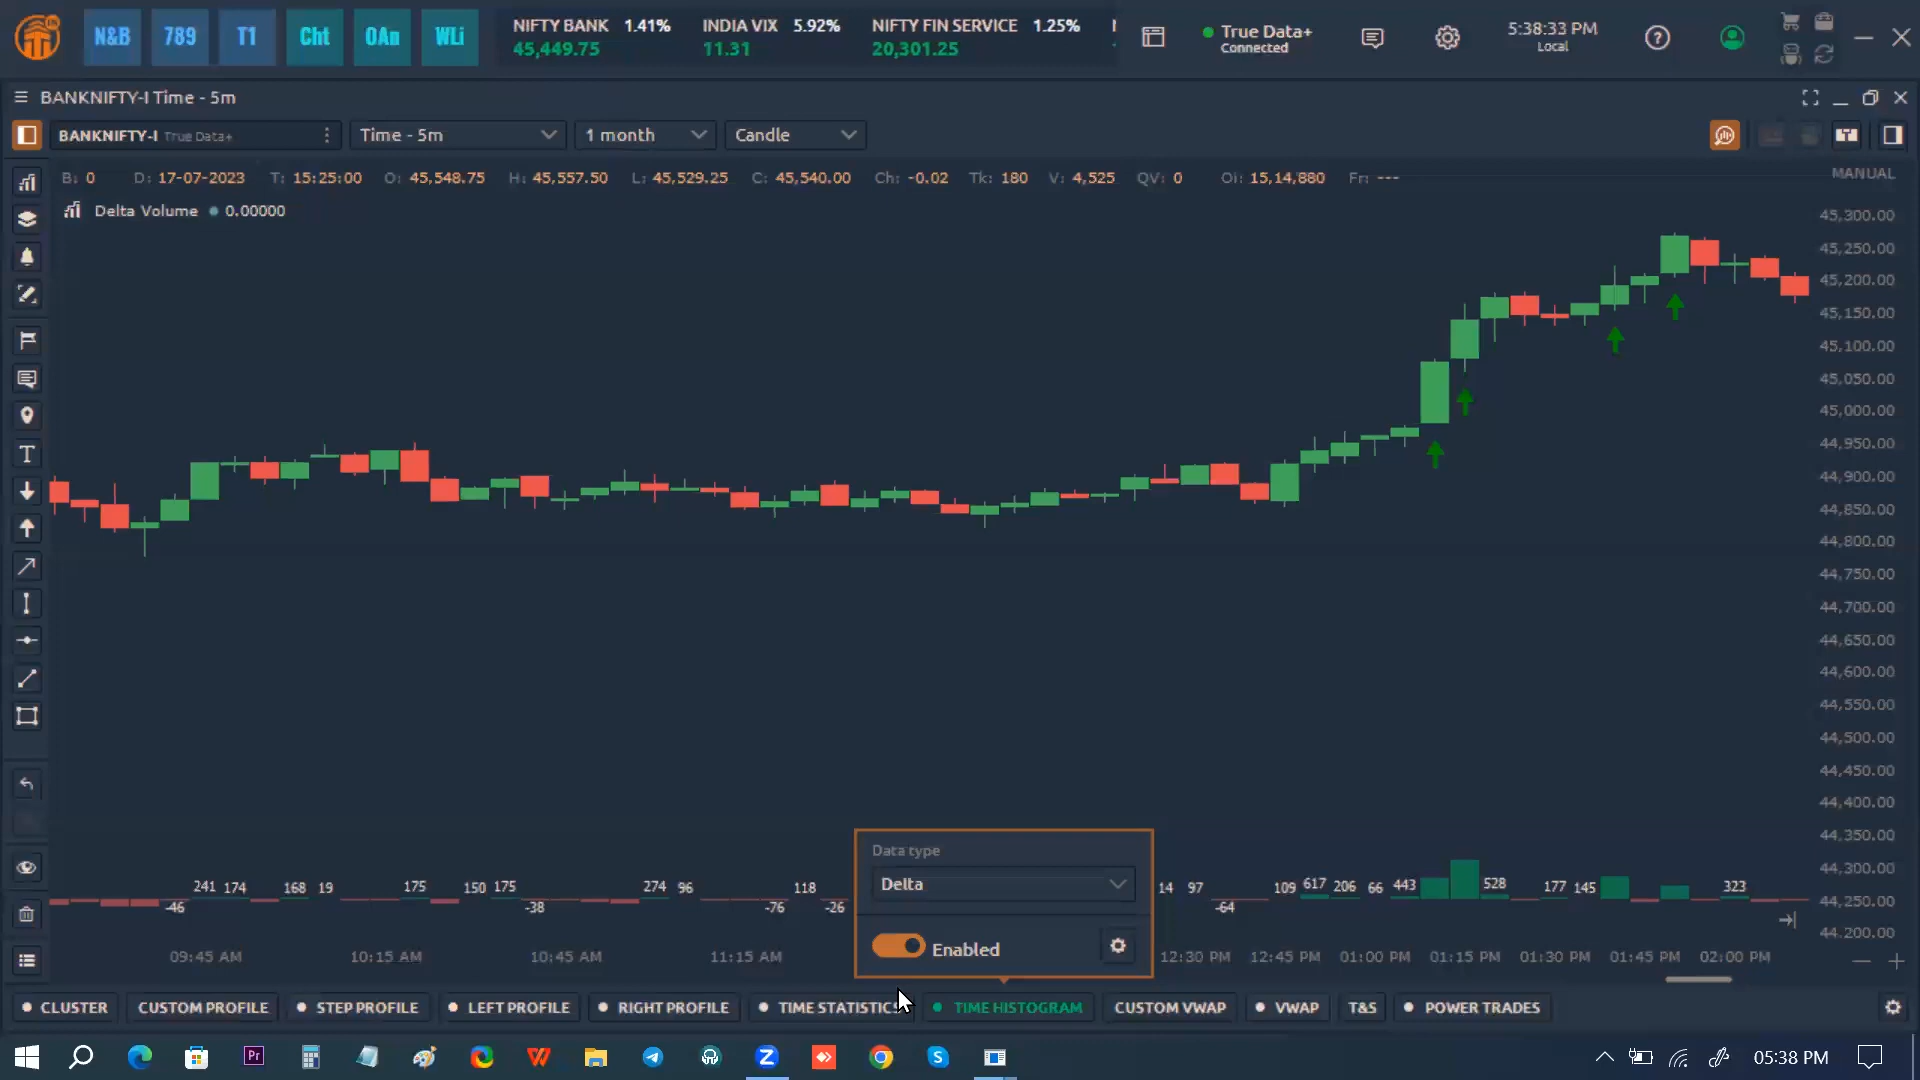 N&B 789 T1 Cht OAn WLi
NIFTY BANK 1.41% INDIA VIX 5.92% NIFTY FIN SERVICE 1.25%
45,449.75 11.31 20,301.25
True Data+
Connected
5:38:33 PM
Local
BANKNIFTY-I Time - 5m
BANKNIFTY-I True Data+ Time - 5m 1 month Candle
B: 0 D: 17-07-2023 T: 15:25:00 O: 45,548.75 H: 45,557.50 L: 45,529.25 C: 45,540.00 Ch: -0.02 Tk: 180 V: 4,525 QV: 0 OI: 15,14,880 Fr: ---
MANUAL
Delta Volume 0.00000
45,300.00
45,250.00
45,200.00
45,150.00
45,100.00
45,050.00
45,000.00
44,950.00
44,900.00
44,850.00
44,800.00
44,750.00
44,700.00
44,650.00
44,600.00
44,550.00
44,500.00
44,450.00
44,400.00
44,350.00
44,300.00
44,250.00
44,200.00
Data type
Delta
Enabled
241 174 168 19 175 150 175 274 96 118 14 97 109 617 206 66 443 528 177 145 323
-46 -38 -76 -26 -64
09:45 AM 10:15 AM 10:45 AM 11:15 AM 12:30 PM 12:45 PM 01:00 PM 01:15 PM 01:30 PM 01:45 PM 02:00 PM
CLUSTER CUSTOM PROFILE STEP PROFILE LEFT PROFILE RIGHT PROFILE TIME STATISTICS TIME HISTOGRAM CUSTOM VWAP VWAP T&S POWER TRADES
Pr
05:38 PM